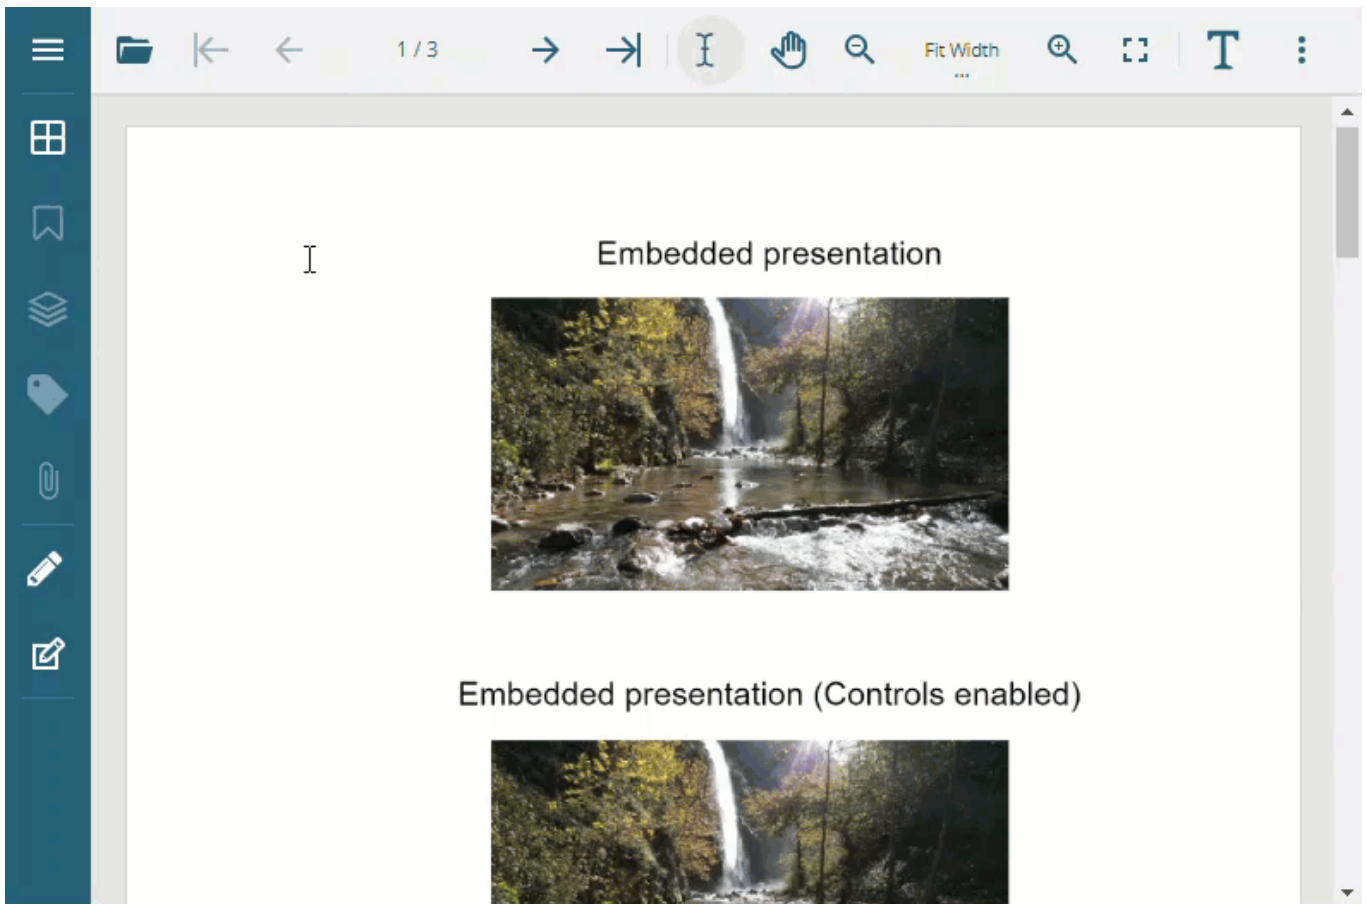 1 / 3
Fit Width
...
T
Embedded presentation
Embedded presentation (Controls enabled)